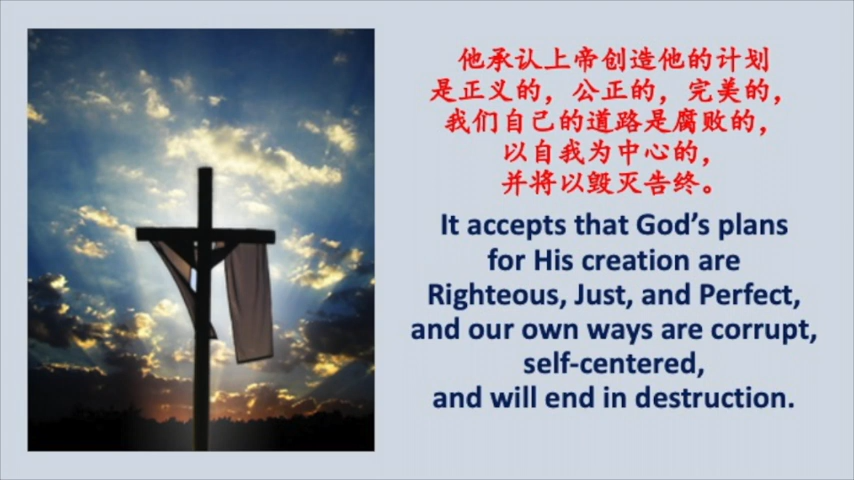 他承认上帝创造他的计划
是正义的，公正的，完美的，
我们自己的道路是腐败的，
以自我为中心的，
并将以毁灭告终。
It accepts that God’s plans
for His creation are
Righteous, Just, and Perfect,
and our own ways are corrupt,
self-centered,
and will end in destruction.